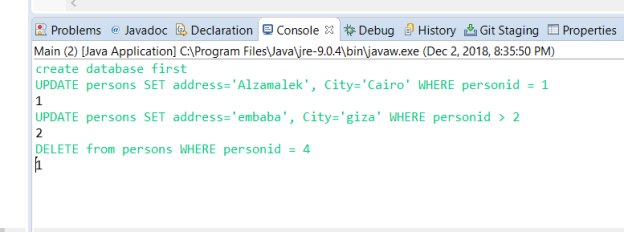 Problems @ Javadoc Declaration Console Debug History Git Staging Properties
Main (2) [Java Application] C:\Program Files\Java\jre-9.0.4\bin\javaw.exe (Dec 2, 2018, 8:35:50 PM)
create database first
UPDATE persons SET address='Alzamalek', City='Cairo' WHERE personid = 1
1
UPDATE persons SET address='embaba', City='giza' WHERE personid > 2
2
DELETE from persons WHERE personid = 4
1